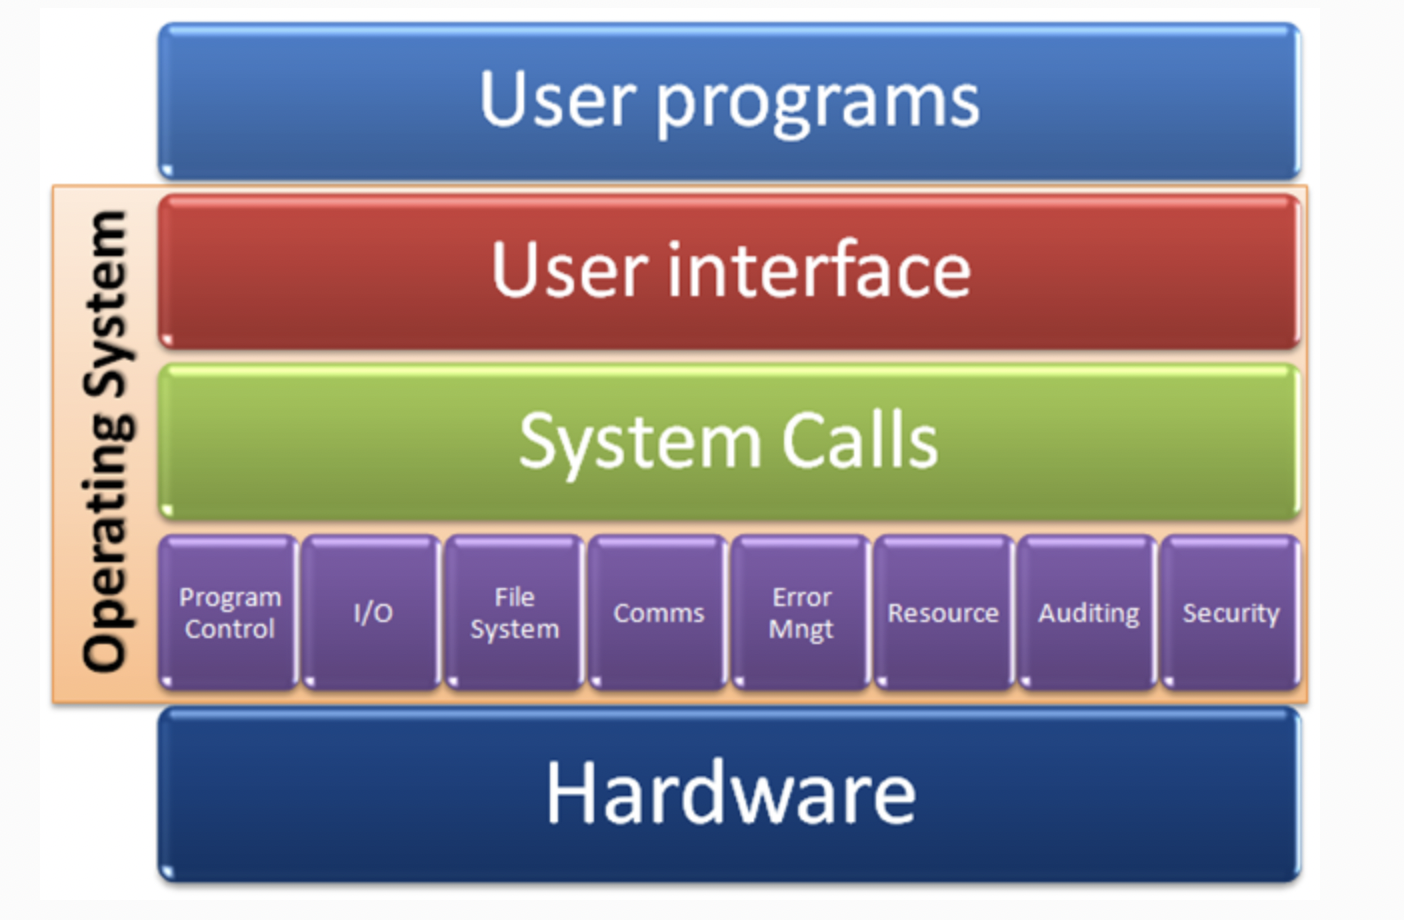 User programs
Operating System
User interface
System Calls
Program
Control
I/O
File
System
Comms
Error
Mngt
Resource
Auditing
Security
Hardware